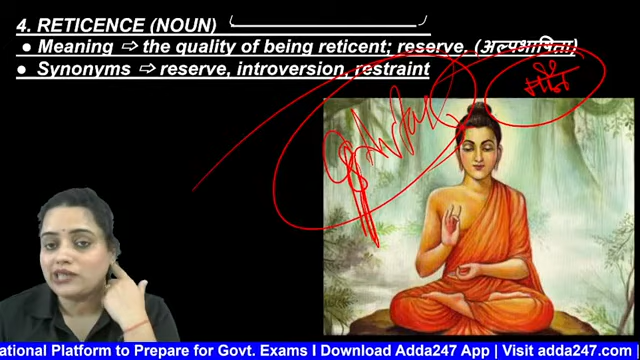 4. RETICENCE (NOUN)
● Meaning ⇨ the quality of being reticent; reserve. (अल्पभाषिता)
● Synonyms ⇨ reserve, introversion, restraint
मौन
ational Platform to Prepare for Govt. Exams I Download Adda247 App | Visit adda247.com |